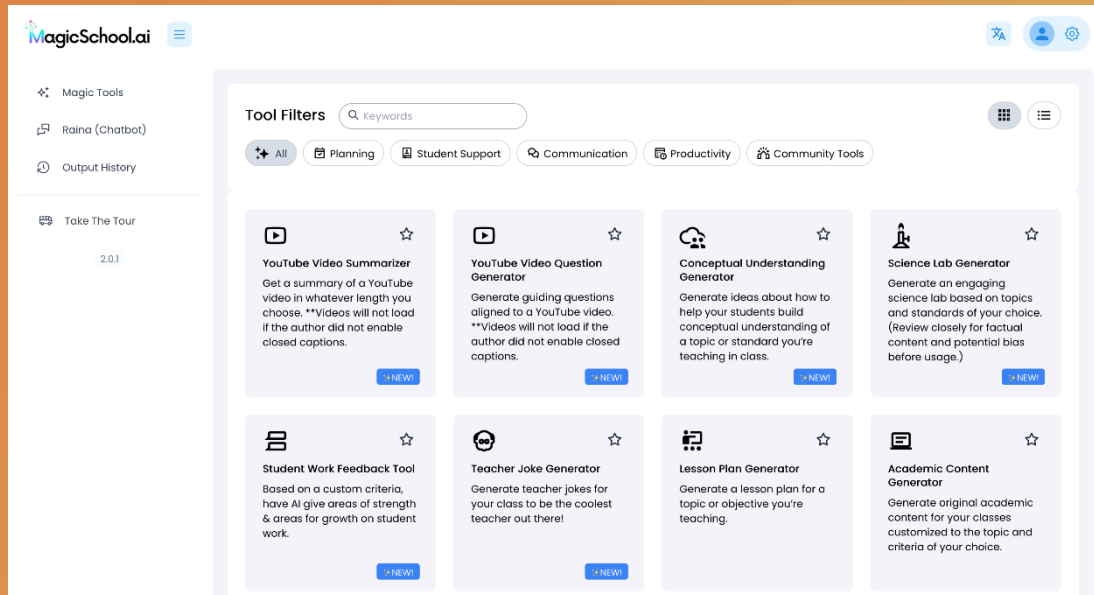 MagicSchool.ai
Magic Tools
Raina (Chatbot)
Output History
Take The Tour
2.0.1
Tool Filters
Keywords
All
Planning
Student Support
Communication
Productivity
Community Tools
YouTube Video Summarizer
Get a summary of a YouTube
video in whatever length you
choose. **Videos will not load
if the author did not enable
closed captions.
NEW!
YouTube Video Question
Generator
Generate guiding questions
aligned to a YouTube video.
**Videos will not load if the
author did not enable closed
captions.
NEW!
Conceptual Understanding
Generator
Generate ideas about how to
help your students build
conceptual understanding of
a topic or standard you're
teaching in class.
NEW!
Science Lab Generator
Generate an engaging
science lab based on topics
and standards of your choice.
(Review closely for factual
content and potential bias
before usage.)
NEW!
Student Work Feedback Tool
Based on a custom criteria,
have AI give areas of strength
& areas for growth on student
work.
NEW!
Teacher Joke Generator
Generate teacher jokes for
your class to be the coolest
teacher out there!
NEW!
Lesson Plan Generator
Generate a lesson plan for a
topic or objective you're
teaching.
Academic Content
Generator
Generate original academic
content for your classes
customized to the topic and
criteria of your choice.